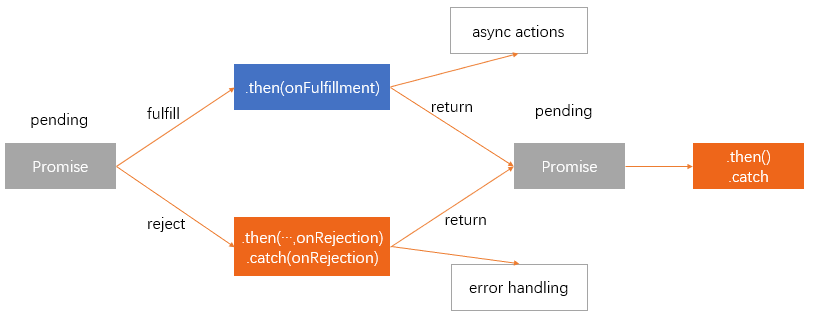 async actions
.then(onFulfillment)
return
pending
fulfill
pending
Promise
Promise
.then()
.catch
reject
return
.then(···,onRejection)
.catch(onRejection)
error handling